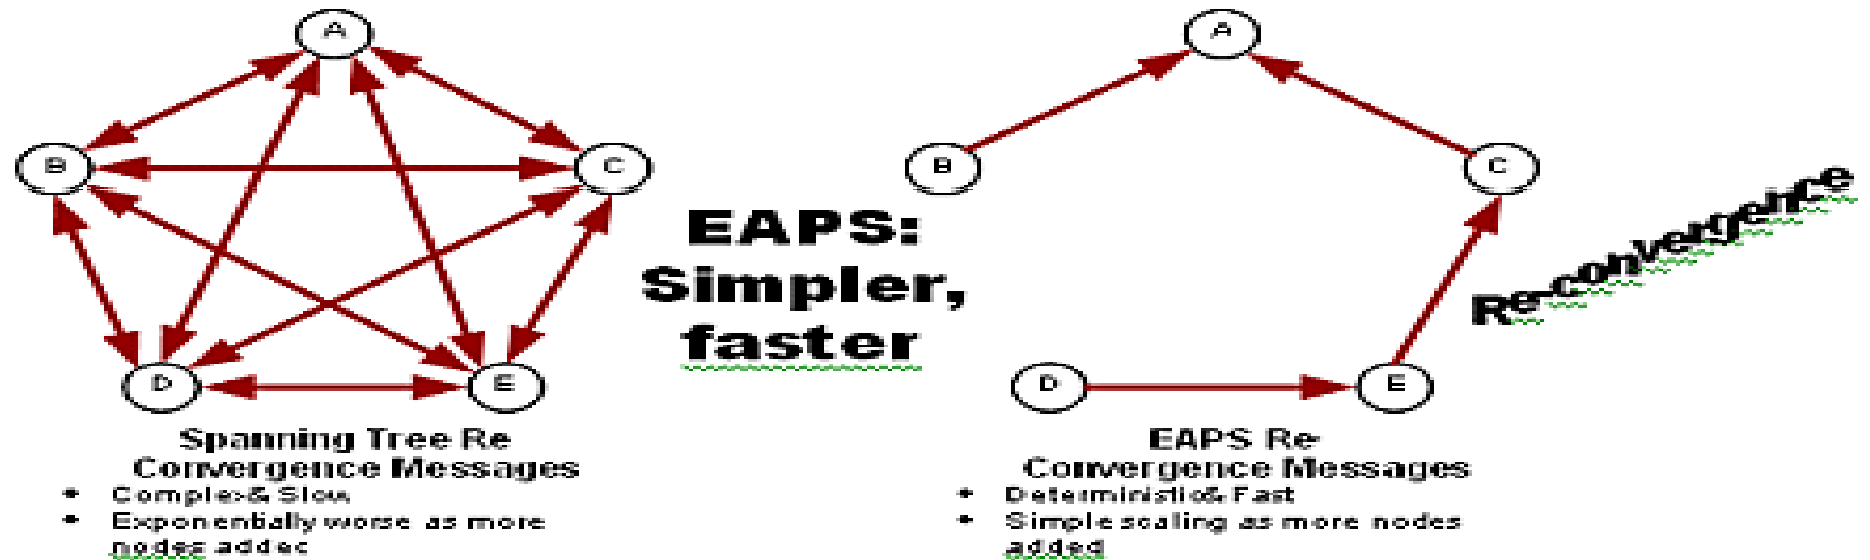 A
B
C
D
E
Spanning Tree Re
Convergence Messages
• Complex& Slow
• Exponentially worse as more
nodes added
EAPS:
Simpler,
faster
A
B
C
D
E
EAPS Re-
Convergence Messages
• Deterministic& Fast
• Simple scaling as more nodes
added
Re-convergence